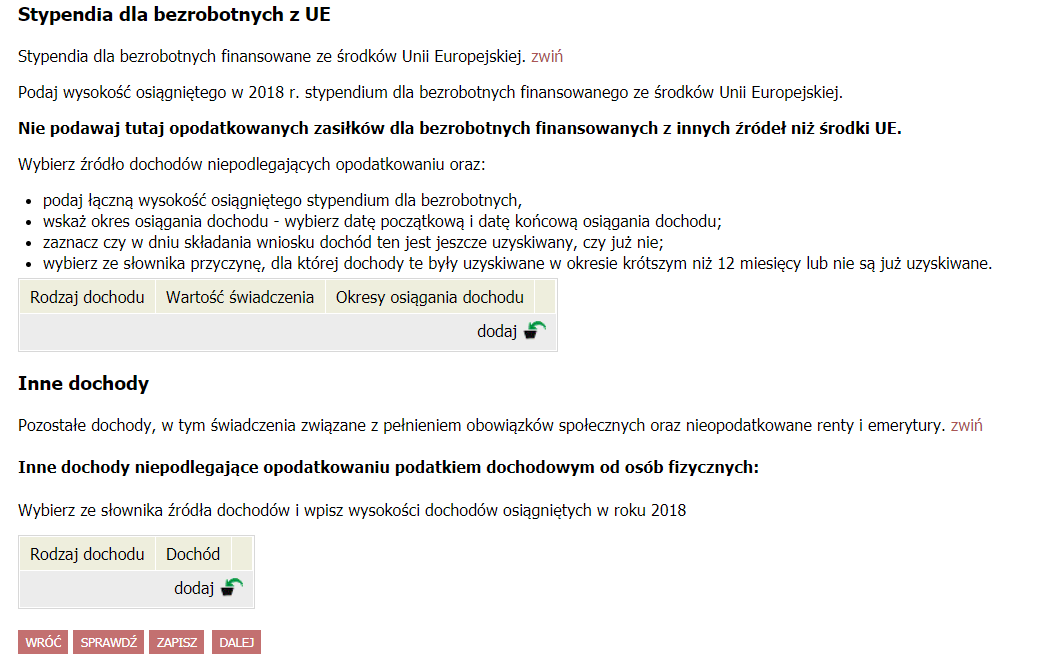 Stypendia dla bezrobotnych z UE
Stypendia dla bezrobotnych finansowane ze środków Unii Europejskiej. zwiń
Podaj wysokość osiągniętego w 2018 r. stypendium dla bezrobotnych finansowanego ze środków Unii Europejskiej.
Nie podawaj tutaj opodatkowanych zasiłków dla bezrobotnych finansowanych z innych źródeł niż środki UE.
Wybierz źródło dochodów niepodlegających opodatkowaniu oraz:
• podaj łączną wysokość osiągniętego stypendium dla bezrobotnych,
• wskaż okres osiągania dochodu - wybierz datę początkową i datę końcową osiągania dochodu;
• zaznacz czy w dniu składania wniosku dochód ten jest jeszcze uzyskiwany, czy już nie;
• wybierz ze słownika przyczynę, dla której dochody te były uzyskiwane w okresie krótszym niż 12 miesięcy lub nie są już uzyskiwane.
Rodzaj dochodu Wartość świadczenia Okresy osiągania dochodu
dodaj
Inne dochody
Pozostałe dochody, w tym świadczenia związane z pełnieniem obowiązków społecznych oraz nieopodatkowane renty i emerytury. zwiń
Inne dochody niepodlegające opodatkowaniu podatkiem dochodowym od osób fizycznych:
Wybierz ze słownika źródła dochodów i wpisz wysokości dochodów osiągniętych w roku 2018
Rodzaj dochodu Dochód
dodaj
WRÓĆ SPRAWDŹ ZAPISZ DALEJ